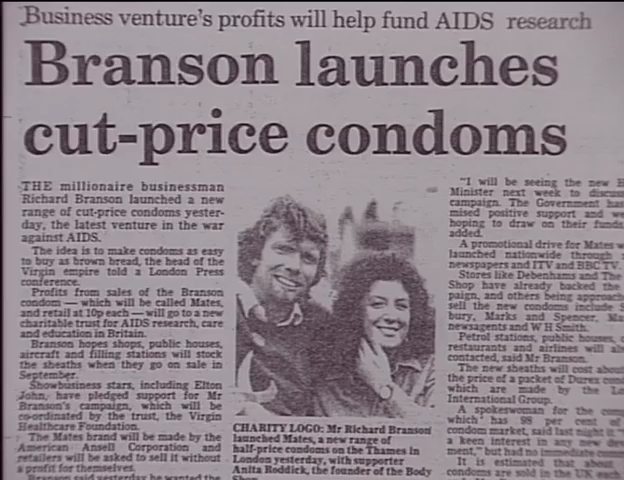 Business venture's profits will help fund AIDS research
Branson launches
cut-price condoms
THE millionaire businessman
Richard Branson launched a new
range of cut-price condoms yester-
day, the latest venture in the war
against AIDS.
The idea is to make condoms as easy
to buy as brown bread, the head of the
Virgin empire told a London Press
conference.
Profits from sales of the Branson
condom — which will be called Mates,
and retail at 10p each — will go to a new
charitable trust for AIDS research, care
and education in Britain.
Branson hopes shops, public houses,
aircraft and filling stations will stock
the sheaths when they go on sale in
September.
Showbusiness stars, including Elton
John, have pledged support for Mr
Branson's campaign, which will be
co-ordinated by the trust, the Virgin
Healthcare Foundation.
The Mates brand will be made by the
American Ansell Corporation and
retailers will be asked to sell it without
a profit for themselves.
Branson said yesterday he wanted the
CHARITY LOGO: Mr Richard Branson
launched Mates, a new range of
half-price condoms on the Thames in
London yesterday, with supporter
Anita Roddick, the founder of the Body
"I will be seeing the new
Minister next week to
campaign. The Government
mised positive support and
hoping to draw on their
added.
A promotional drive for Mates
launched nationwide through
newspapers and ITV and BBC TV.
Stores like Debenhams and The
Shop have already backed the
paign, and others being
sell the new condoms include
bury, Marks and Spencer,
newsagents and W H Smith.
Petrol stations, public houses,
restaurants and airlines will
contacted, said Mr Branson.
The new sheaths will cost
the price of a packet of Durex
which are made by the
International Group.
A spokeswoman for the
which has 98 per cent of
condom market, said last night it
a keen interest in any new
ment," but had no immediate
It is estimated that about
condoms are sold in the UK each